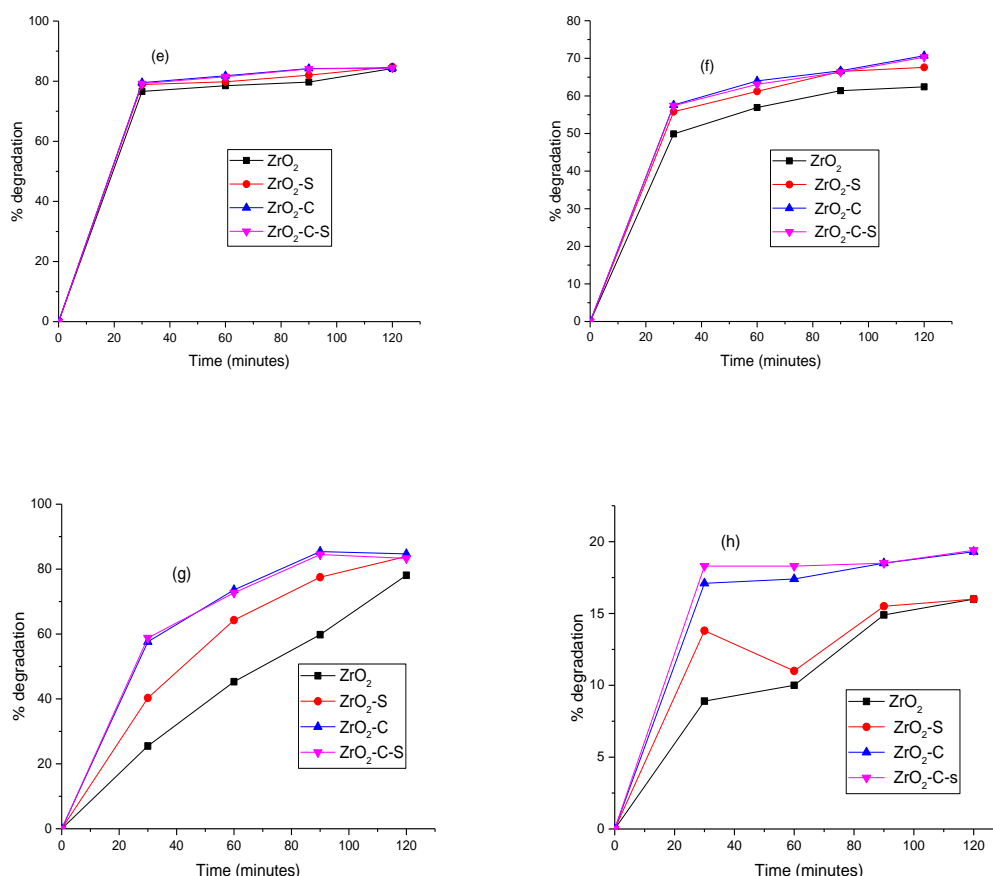 (e)
% degradation
100
80
60
40
20
0
ZrO2
ZrO2-S
ZrO2-C
ZrO2-C-S
0 20 40 60 80 100 120
Time (minutes)
(f)
% degradation
80
70
60
50
40
30
20
10
0
ZrO2
ZrO2-S
ZrO2-C
ZrO2-C-S
0 20 40 60 80 100 120
Time (minutes)
(g)
% degradation
100
80
60
40
20
0
ZrO2
ZrO2-S
ZrO2-C
ZrO2-C-S
0 20 40 60 80 100 120
Time (minutes)
(h)
% degradation
20
15
10
5
0
ZrO2
ZrO2-S
ZrO2-C
ZrO2-C-s
0 20 40 60 80 100 120
Time (minutes)